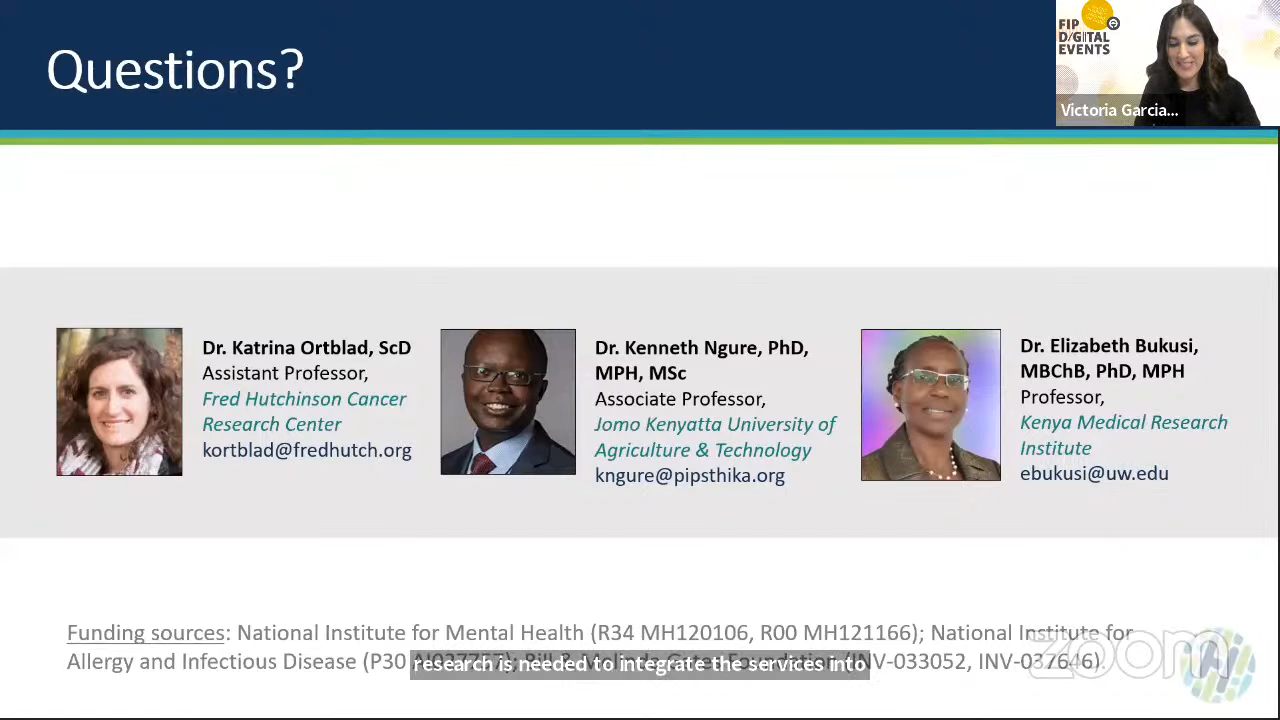 Questions?
FIP
DIGITAL
EVENTS
Victoria Garcia...
Dr. Katrina Ortblad, ScD
Assistant Professor,
Fred Hutchinson Cancer
Research Center
kortblad@fredhutch.org
Dr. Kenneth Ngure, PhD,
MPH, MSc
Associate Professor,
Jomo Kenyatta University of
Agriculture & Technology
kngure@pipsthika.org
Dr. Elizabeth Bukusi,
MBChB, PhD, MPH
Professor,
Kenya Medical Research
Institute
ebukusi@uw.edu
Funding sources: National Institute for Mental Health (R34 MH120106, R00 MH121166); National Institute for
Allergy and Infectious Disease (P30 (INV-033052, INV-037646).
research is needed to integrate the services into
zoom